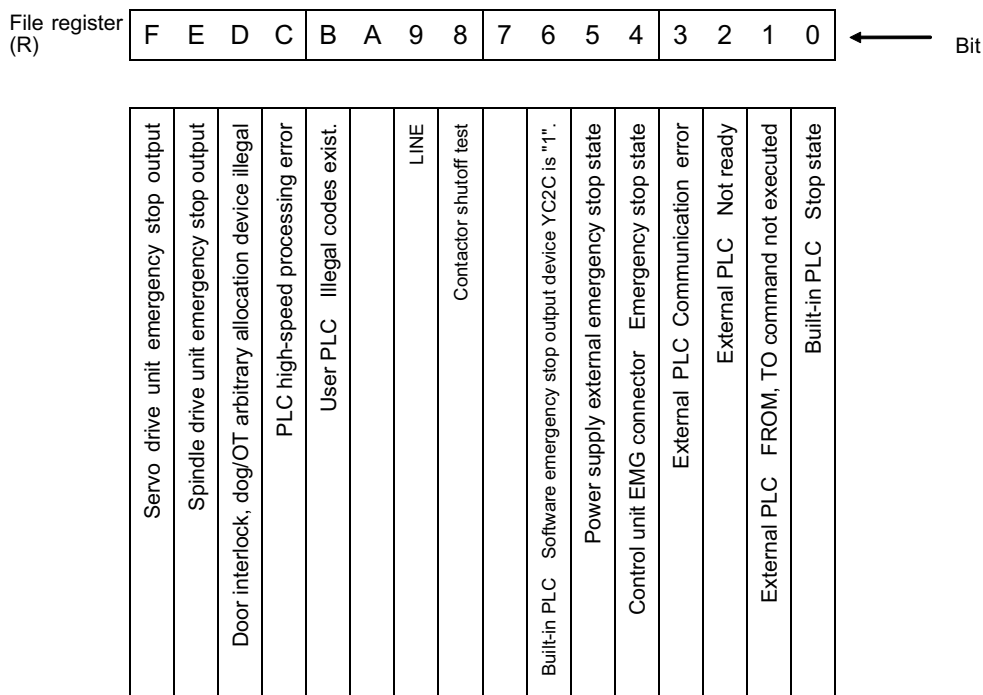 File register
(R)
F E D C B A 9 8 7 6 5 4 3 2 1 0
Bit
Servo drive unit emergency stop output
Spindle drive unit emergency stop output
Door interlock, dog/OT arbitrary allocation device illegal
PLC high-speed processing error
User PLC Illegal codes exist.
LINE
Contactor shutoff test
Built-in PLC Software emergency stop output device YC2C is "1".
Power supply external emergency stop state
Control unit EMG connector Emergency stop state
External PLC Communication error
External PLC Not ready
External PLC FROM, TO command not executed
Built-in PLC Stop state